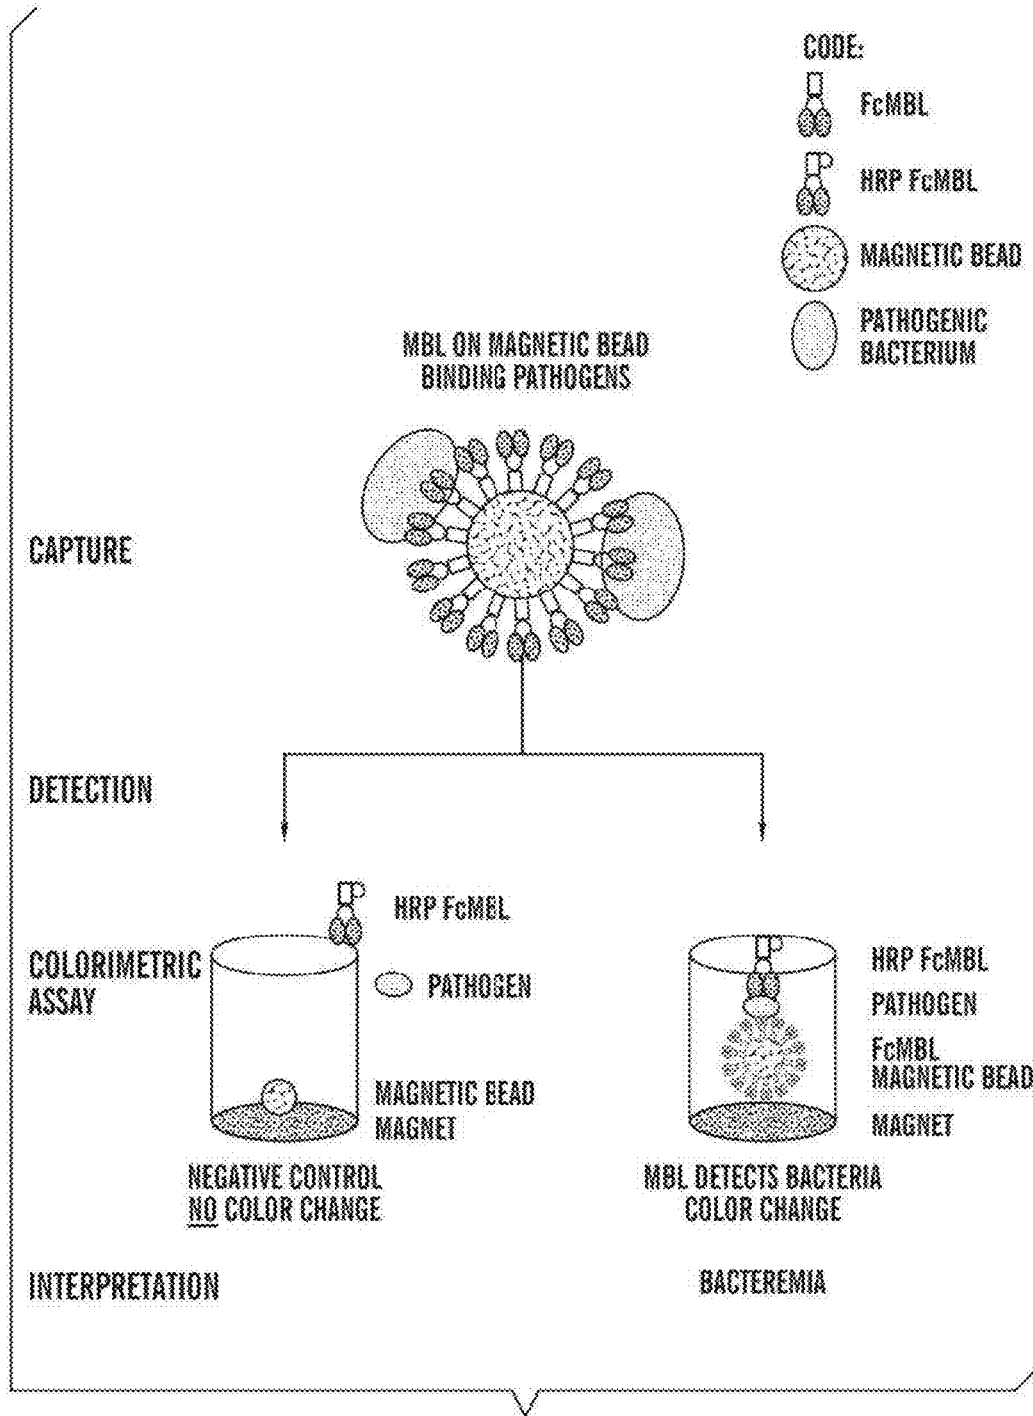 CODE:
FcMBL
HRP FcMBL
MAGNETIC BEAD
PATHOGENIC
BACTERIUM
MBL ON MAGNETIC BEAD
BINDING PATHOGENS
CAPTURE
DETECTION
COLORIMETRIC
ASSAY
HRP FcMBL
PATHOGEN
MAGNETIC BEAD
MAGNET
NEGATIVE CONTROL
NO COLOR CHANGE
HRP FcMBL
PATHOGEN
FcMBL
MAGNETIC BEAD
MAGNET
MBL DETECTS BACTERIA
COLOR CHANGE
INTERPRETATION
BACTEREMIA